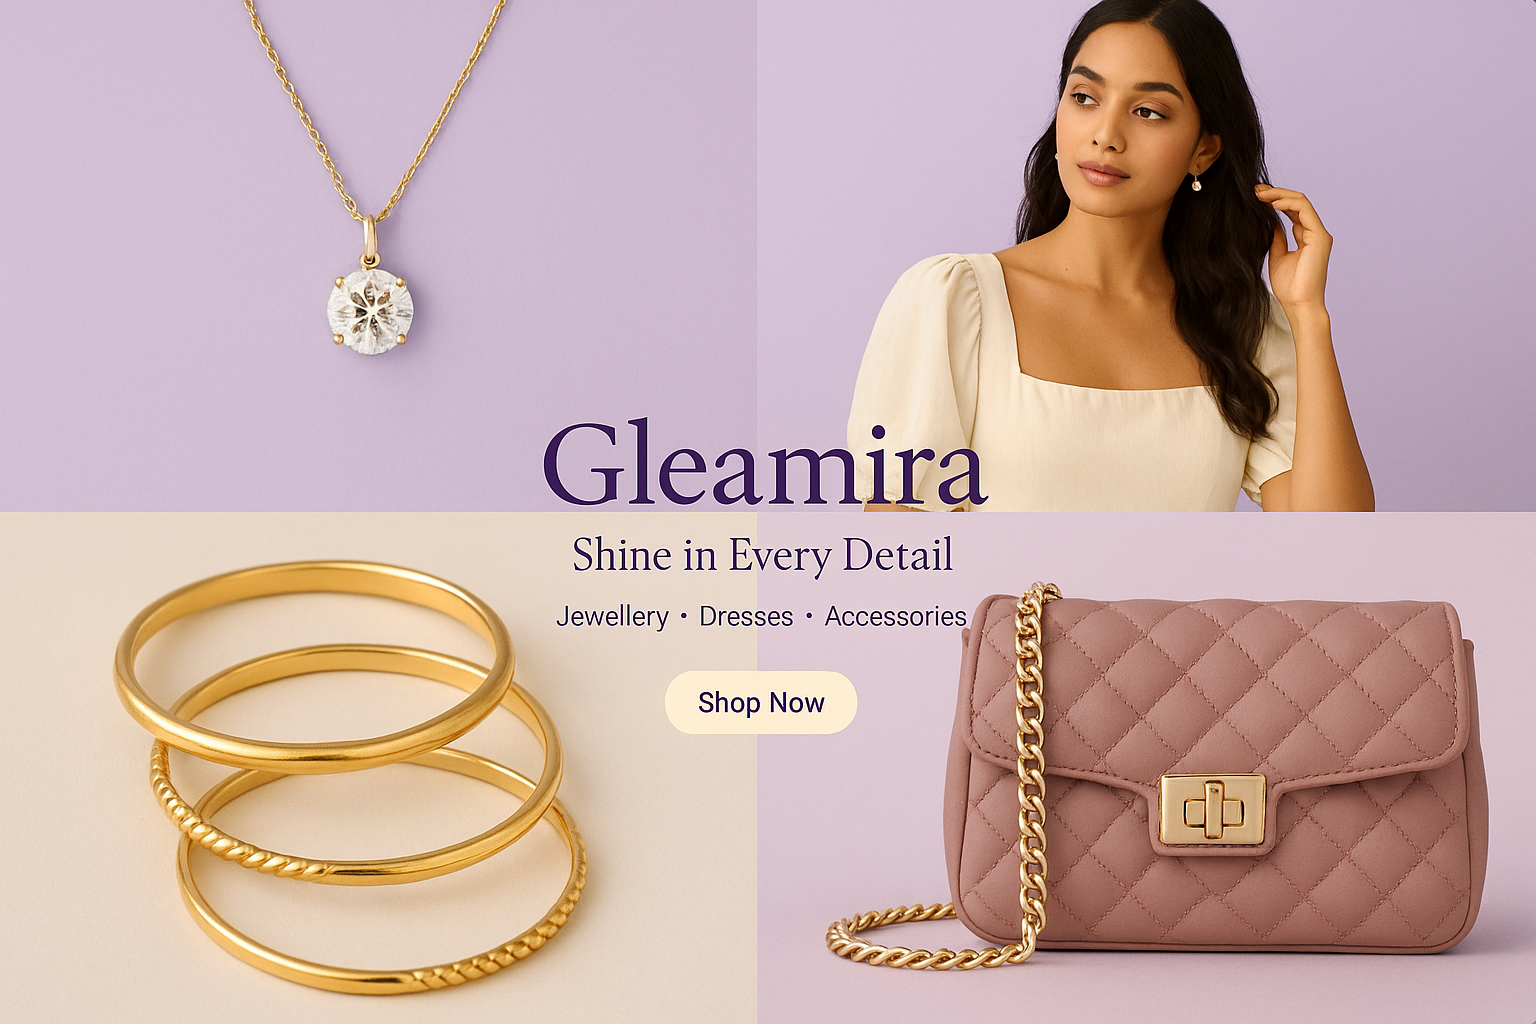 Gleamira
Shine in Every Detail
Jewellery • Dresses • Accessories
Shop Now